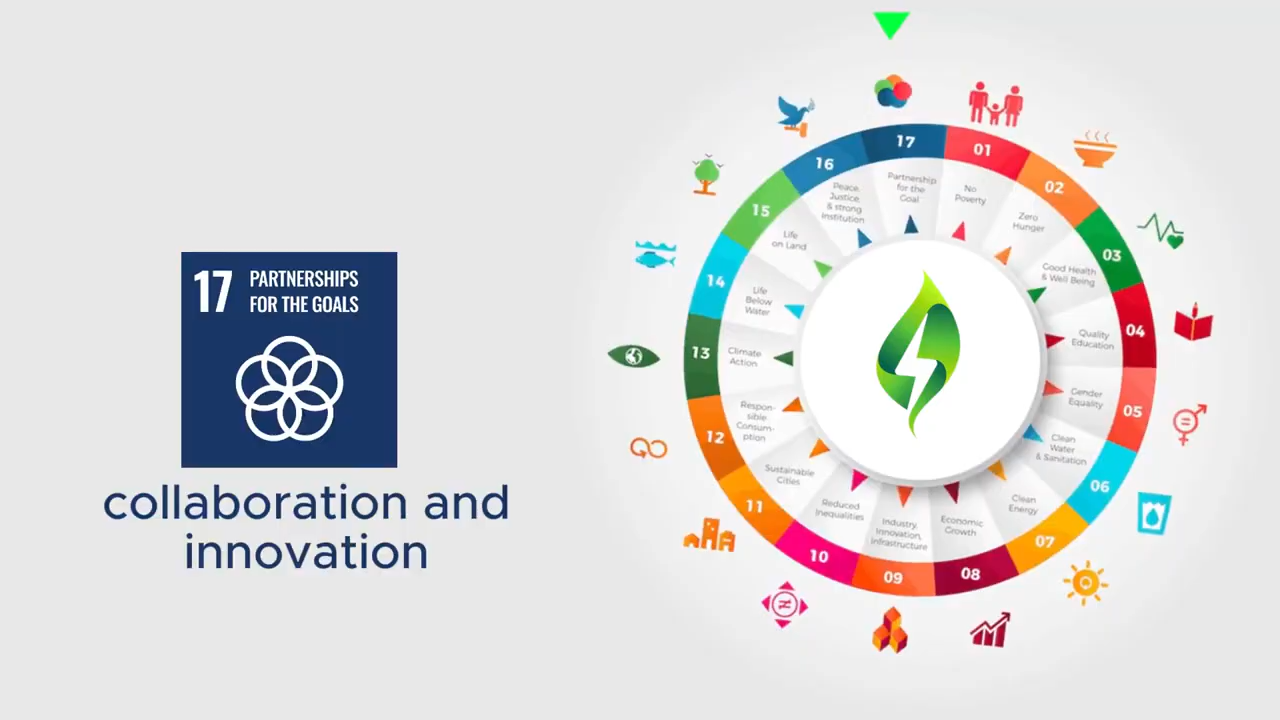 17 PARTNERSHIPS
FOR THE GOALS
collaboration and
innovation
17
Partnership
for the
Goal
01
No
Poverty
02
Zero
Hunger
03
Good Health
& Well Being
04
Quality
Education
05
Gender
Equality
06
Clean
Water
& Sanitation
07
Clean
Energy
08
Economic
Growth
09
Industry,
Innovation,
Infrastructure
10
Reduced
Inequalities
11
Sustainable
Cities
12
Respon-
sible
Consum-
ption
13
Climate
Action
14
Life
Below
Water
15
Life
on Land
16
Peace,
Justice,
& strong
Institution